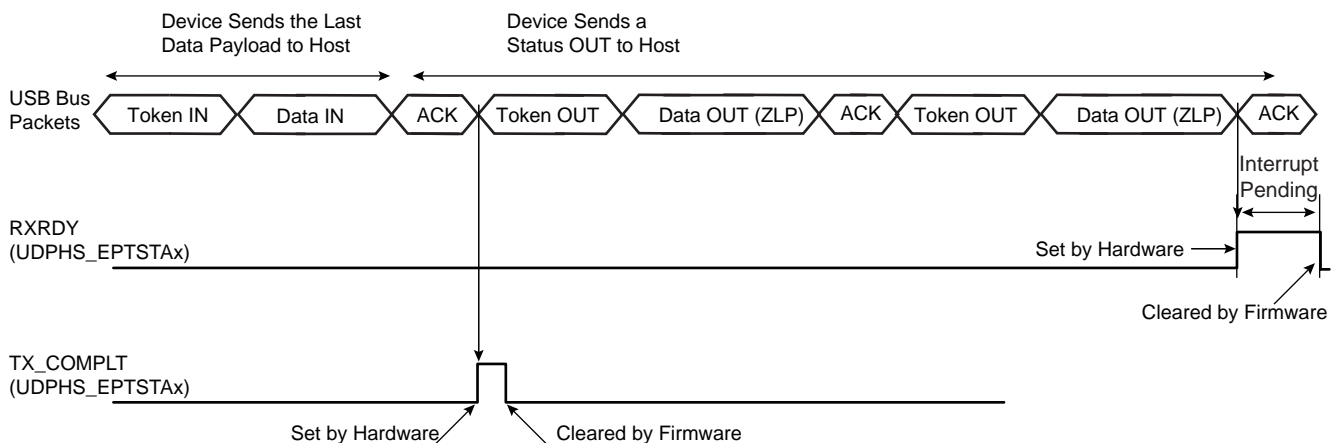 Device Sends the Last
Data Payload to Host
Device Sends a
Status OUT to Host
USB Bus
Packets
Token IN
Data IN
ACK
Token OUT
Data OUT (ZLP)
ACK
Token OUT
Data OUT (ZLP)
ACK
Interrupt
Pending
RXRDY
(UDPHS_EPTSTAx)
Set by Hardware
Cleared by Firmware
TX_COMPLT
(UDPHS_EPTSTAx)
Set by Hardware
Cleared by Firmware